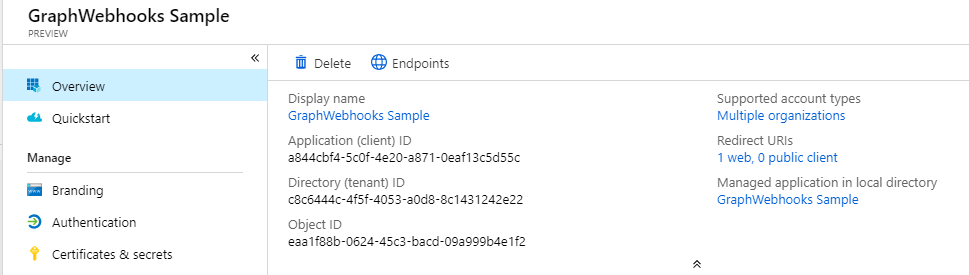 GraphWebhooks Sample
PREVIEW
«
Overview
Quickstart
Manage
Branding
Authentication
Certificates & secrets
Delete
Endpoints
Display name
GraphWebhooks Sample
Application (client) ID
a844cbf4-5c0f-4e20-a871-0eaf13c5d55c
Directory (tenant) ID
c8c6444c-4f5f-4053-a0d8-8c1431242e22
Object ID
eaa1f88b-0624-45c3-bacd-09a999b4e1f2
Supported account types
Multiple organizations
Redirect URIs
1 web, 0 public client
Managed application in local directory
GraphWebhooks Sample